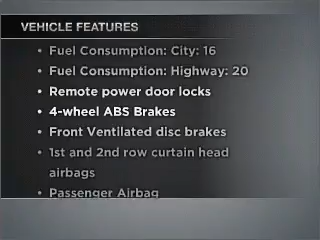 VEHICLE FEATURES
• Fuel Consumption: City: 16
• Fuel Consumption: Highway: 20
• Remote power door locks
• 4-wheel ABS Brakes
• Front Ventilated disc brakes
• 1st and 2nd row curtain head
airbags
• Passenger Airbag